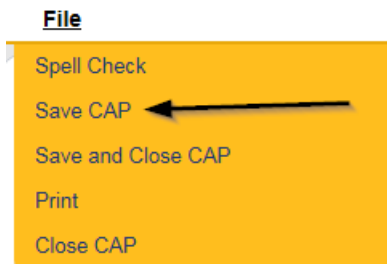 File
Spell Check
Save CAP
Save and Close CAP
Print
Close CAP